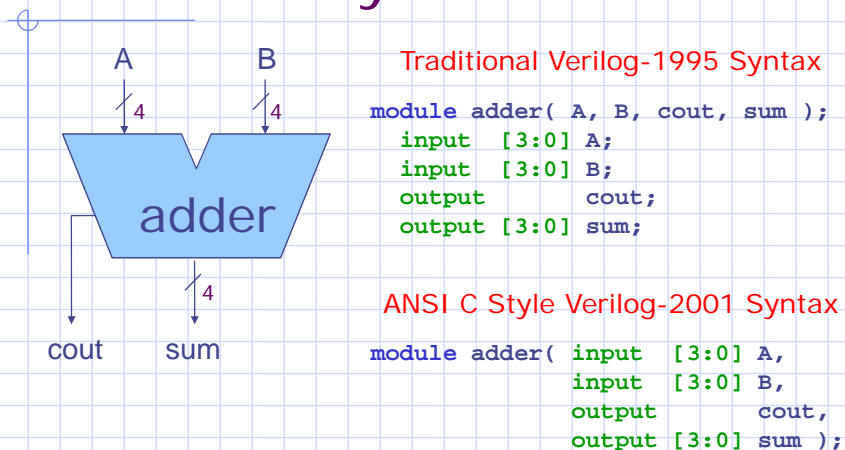 A B
4 4
adder
4
cout sum
Traditional Verilog-1995 Syntax
module adder( A, B, cout, sum );
input [3:0] A;
input [3:0] B;
output cout;
output [3:0] sum;
ANSI C Style Verilog-2001 Syntax
module adder( input [3:0] A,
input [3:0] B,
output cout,
output [3:0] sum );